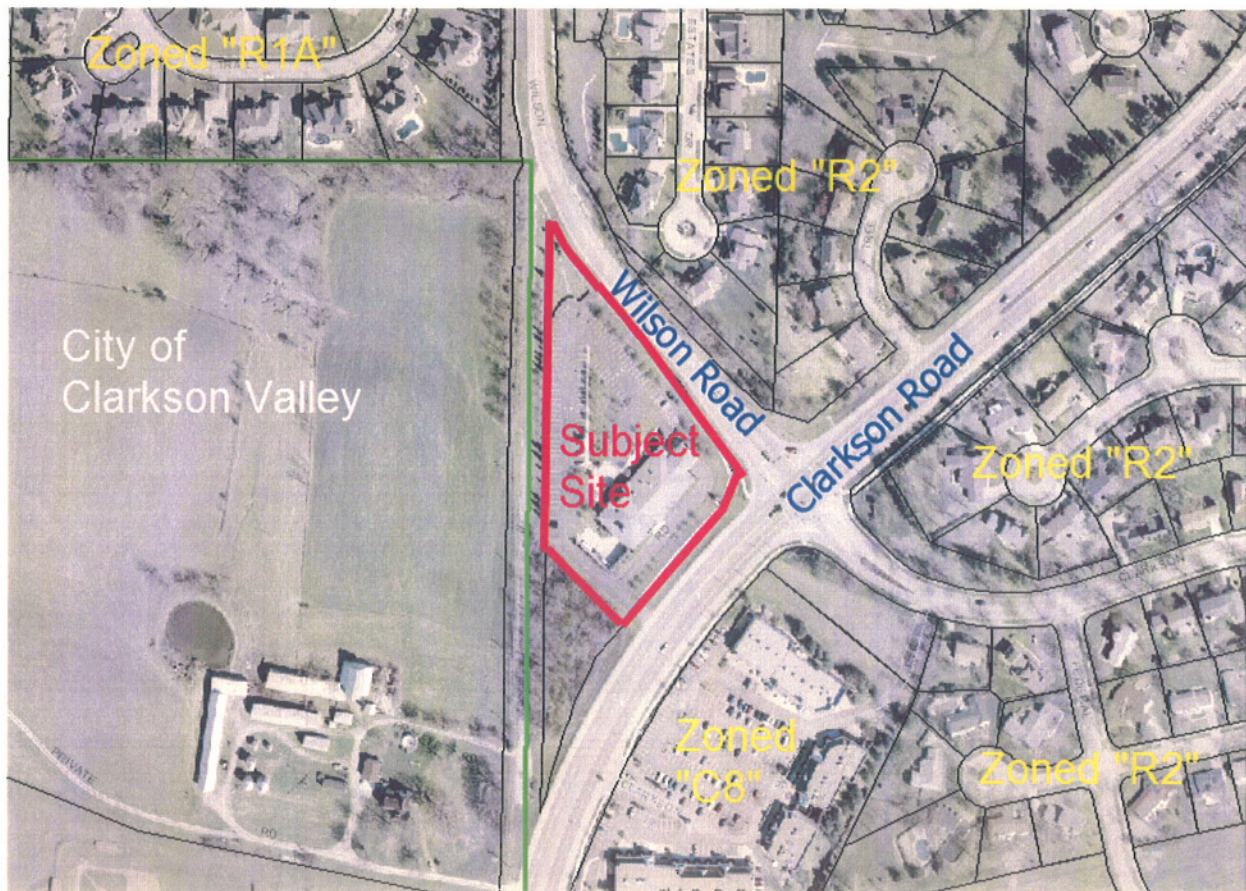 Zoned "R1A"
WILSON
ESTATES
Zoned "R2"
City of
Clarkson Valley
Wilson Road
Clarkson Road
Subject
Site
Zoned "R2"
CLARKSON
Zoned
"C8"
Zoned "R2"
PRIVATE
RD